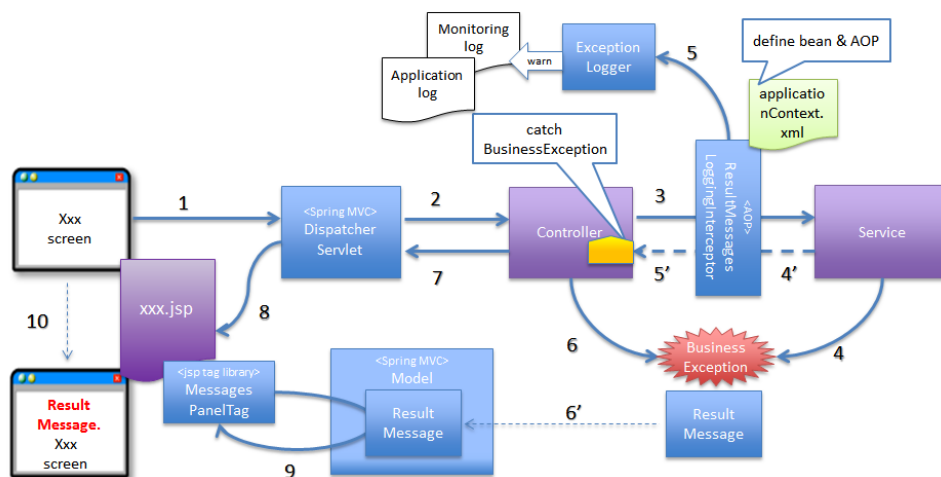 Monitoring
log
Application
log
warn
Exception
Logger
5
define bean & AOP
applicatio
nContext.
xml
catch
BusinessException
Xxx
screen
1
<Spring MVC>
Dispatcher
Servlet
2
7
Controller
3
5’
<AOP>
ResultMessages
LoggingInterceptor
4’
Service
10
xxx.jsp
8
6
Business
Exception
4
Result
Message.
Xxx
screen
<jsp tag library>
Messages
PanelTag
9
<Spring MVC>
Model
Result
Message
6’
Result
Message